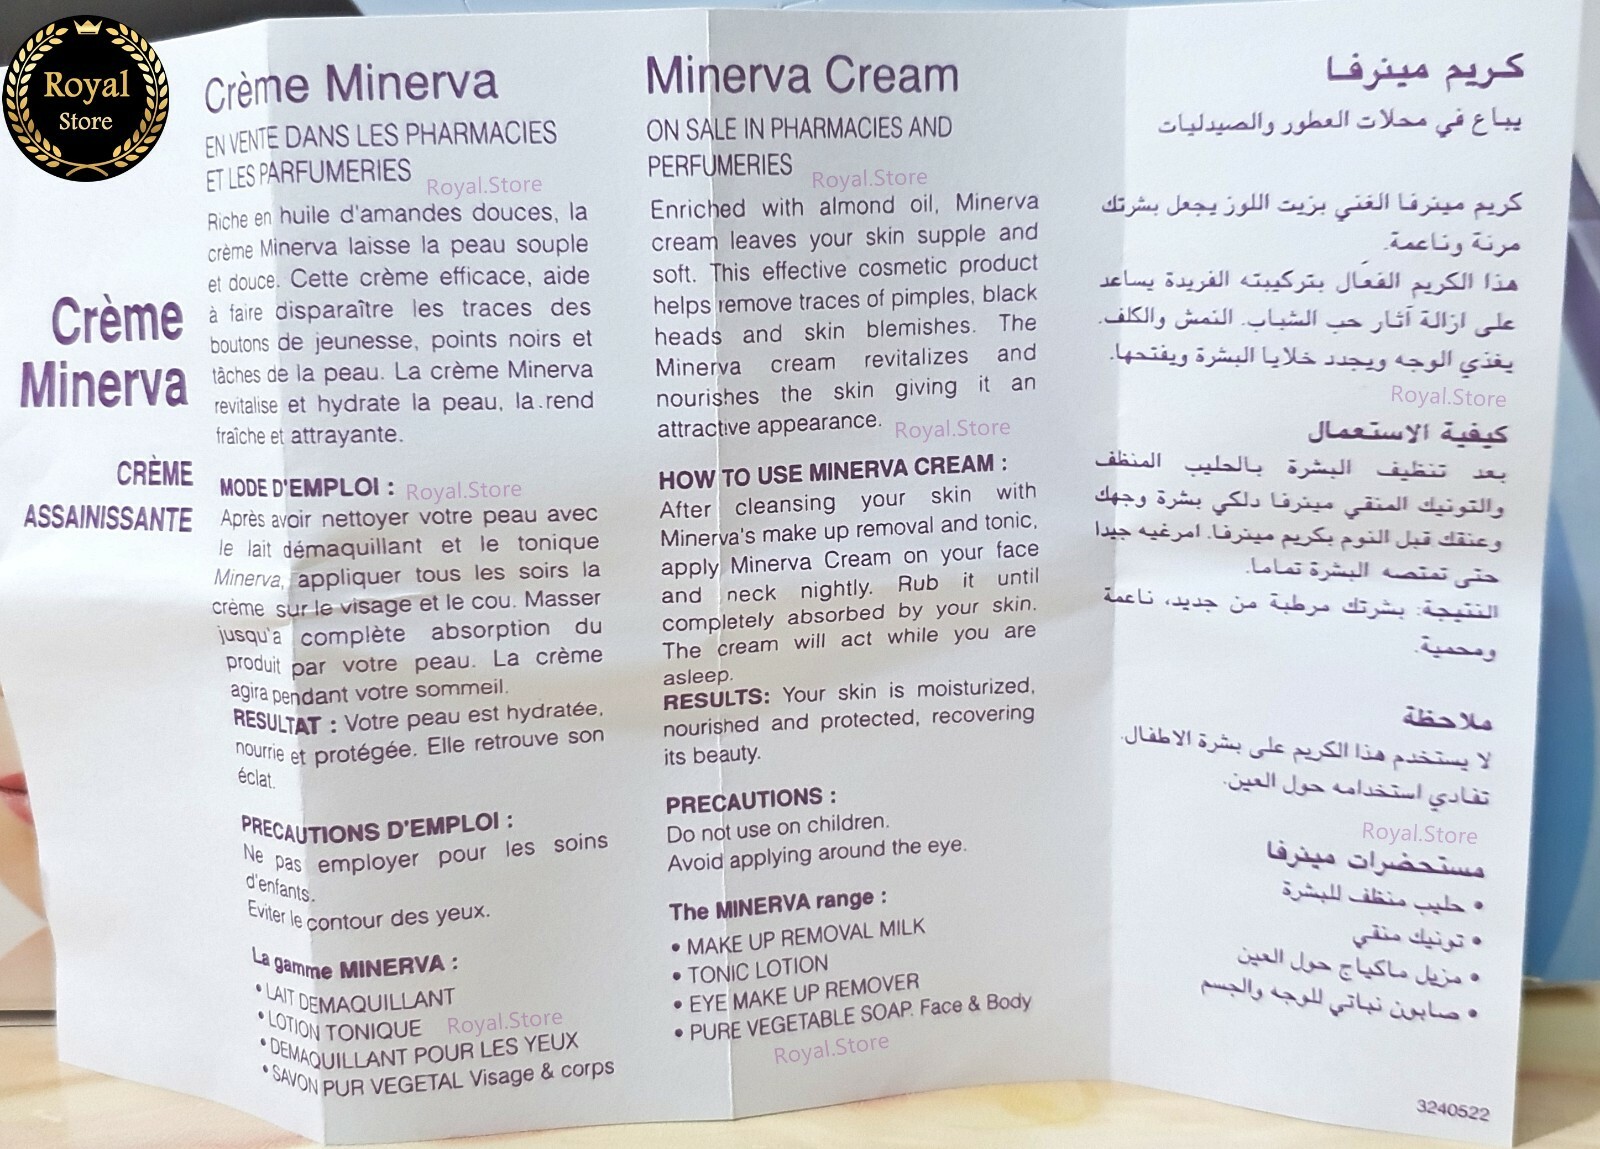 Royal
Store
Crème
Minerva
CRÈME
ASSAINISSANTE
Crème Minerva
EN VENTE DANS LES PHARMACIES
ET LES PARFUMERIES
Royal.Store
Riche en huile d'amandes douces, la
crème Minerva laisse la peau souple
et douce. Cette crème efficace, aide
à faire disparaître les traces des
boutons de jeunesse, points noirs et
tâches de la peau. La crème Minerva
revitalise et hydrate la peau, la.rend
fraîche et attrayante.
MODE D'EMPLOI :
Royal.Store
Après avoir nettoyer votre peau avec
le lait démaquillant et le tonique
Minerva, appliquer tous les soirs la
crème sur le visage et le cou. Masser
jusqu'a complète absorption du
produit par votre peau. La crème
agira pendant votre sommeil.
RESULTAT : Votre peau est hydratée,
nourrie et protégée. Elle retrouve son
éclat.
PRECAUTIONS D'EMPLOI :
Ne pas employer pour les soins
d'enfants.
Eviter le contour des yeux.
La gamme MINERVA :
• LAIT DEMAQUILLANT
• LOTION TONIQUE
Royal.Store
• DEMAQUILLANT POUR LES YEUX
• SAVON PUR VEGETAL Visage & corps
Minerva Cream
ON SALE IN PHARMACIES AND
PERFUMERIES
Royal.Store
Enriched with almond oil, Minerva
cream leaves your skin supple and
soft. This effective cosmetic product
helps remove traces of pimples, black
heads and skin blemishes. The
Minerva cream revitalizes and
nourishes the skin giving it an
attractive appearance.
Royal.Store
HOW TO USE MINERVA CREAM :
After cleansing your skin with
Minerva's make up removal and tonic,
apply Minerva Cream on your face
and neck nightly. Rub it until
completely absorbed by your skin.
The cream will act while you are
asleep.
RESULTS: Your skin is moisturized,
nourished and protected, recovering
its beauty.
PRECAUTIONS :
Do not use on children.
Avoid applying around the eye.
The MINERVA range :
• MAKE UP REMOVAL MILK
• TONIC LOTION
• EYE MAKE UP REMOVER
• PURE VEGETABLE SOAP. Face & Body
Royal.Store
كريم مينرفا
يباع في محلات العطور والصيدليات
كريم مينرفا الغني بزيت اللوز يجعل بشرتك
مرنة وناعمة.
هذا الكريم الفعّال بتركيبته الفريدة يساعد
على ازالة آثار حب الشباب. النمش والكلف.
يغذي الوجه ويجدد خلايا البشرة ويفتحها.
Royal.Store
كيفية الاستعمال
بعد تنظيف البشرة بالحليب المنظف
والتونيك المنقي مينرفا دلكي بشرة وجهك
وعنقك قبل النوم بكريم مينرفا. امرغيه جيدا
حتى تمتصه البشرة تماما.
النتيجة: بشرتك مرطبة من جديد، ناعمة
ومحمية.
ملاحظة
لا يستخدم هذا الكريم على بشرة الاطفال.
تفادي استخدامه حول العين.
Royal.Store
مستحضرات مينرفا
• حليب منظف للبشرة
• تونيك منقي
• مزيل ماكياج حول العين
• صابون نباتي للوجه والجسم
3240522